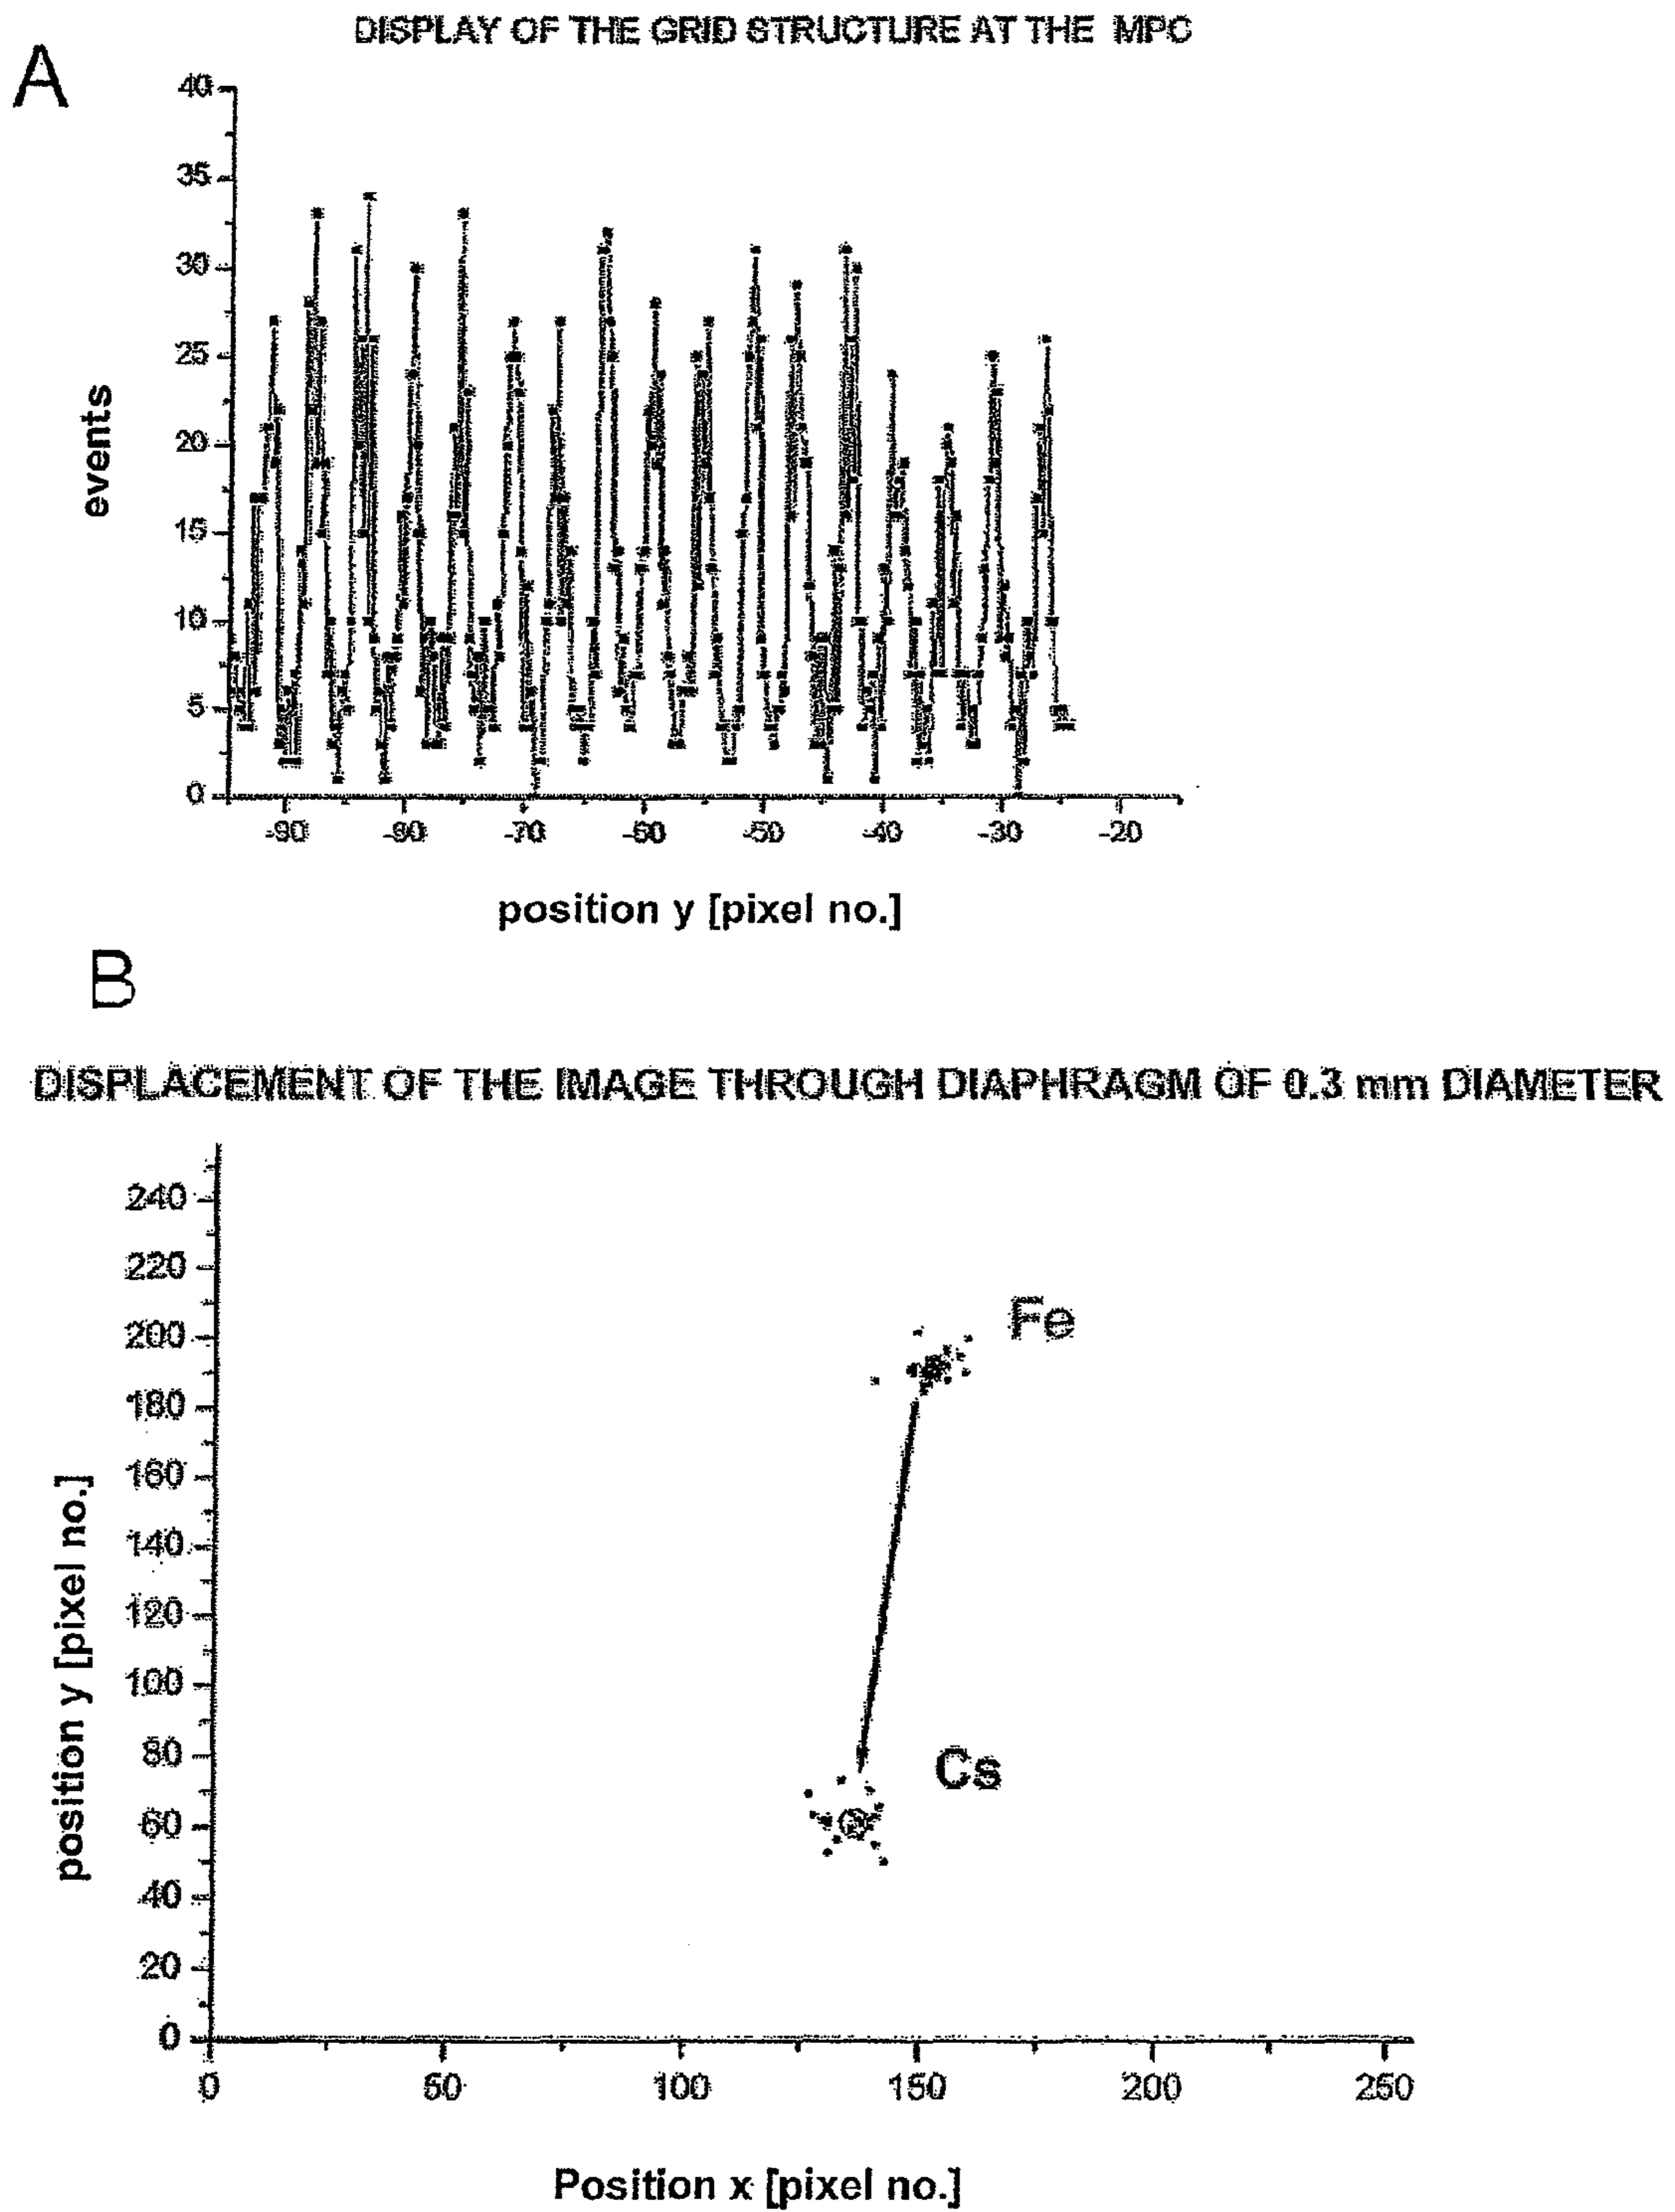 DISPLAY OF THE GRID STRUCTURE AT THE MPC
A
40
35
30
25
20
15
10
5
0
events
-90 -80 -70 -60 -50 -40 -30 -20
position y [pixel no.]
B
DISPLACEMENT OF THE IMAGE THROUGH DIAPHRAGM OF 0.3 mm DIAMETER
240
220
200
180
160
140
120
100
80
60
40
20
0
position y [pixel no.]
Fe
Cs
0 50 100 150 200 250
Position x [pixel no.]